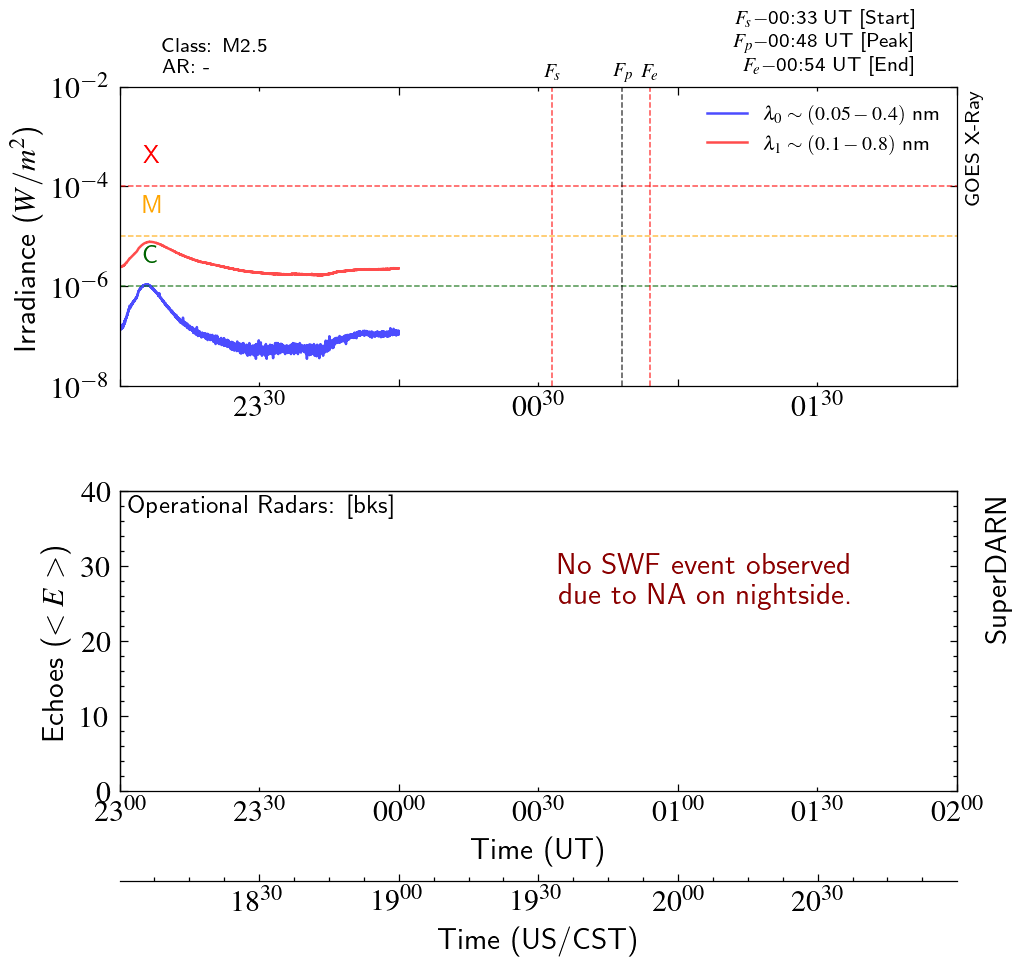 Class: M2.5
AR: -
Fₛ−00:33 UT [Start]
Fₚ−00:48 UT [Peak]
Fₑ−00:54 UT [End]
Fₛ Fₚ Fₑ
10⁻²
10⁻⁴
10⁻⁶
10⁻⁸
Irradiance (W/m²)
X
M
C
λ₀ ∼ (0.05 − 0.4) nm
λ₁ ∼ (0.1 − 0.8) nm
GOES X-Ray
23³⁰ 00³⁰ 01³⁰
Operational Radars: [bks]
No SWF event observed
due to NA on nightside.
40
30
20
10
0
Echoes (< E >)
SuperDARN
23⁰⁰ 23³⁰ 00⁰⁰ 00³⁰ 01⁰⁰ 01³⁰ 02⁰⁰
Time (UT)
18³⁰ 19⁰⁰ 19³⁰ 20⁰⁰ 20³⁰
Time (US/CST)